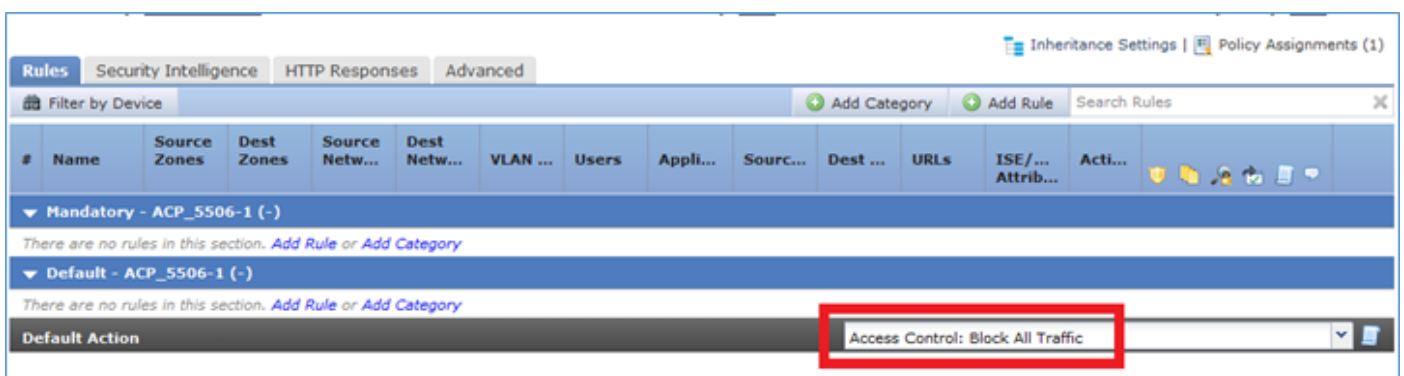 Inheritance Settings | Policy Assignments (1)
Rules Security Intelligence HTTP Responses Advanced
Filter by Device Add Category Add Rule Search Rules
# Name Source Zones Dest Zones Source Netw... Dest Netw... VLAN ... Users Appli... Sourc... Dest ... URLs ISE/... Attrib... Acti...
Mandatory - ACP_5506-1 (-)
There are no rules in this section. Add Rule or Add Category
Default - ACP_5506-1 (-)
There are no rules in this section. Add Rule or Add Category
Default Action Access Control: Block All Traffic